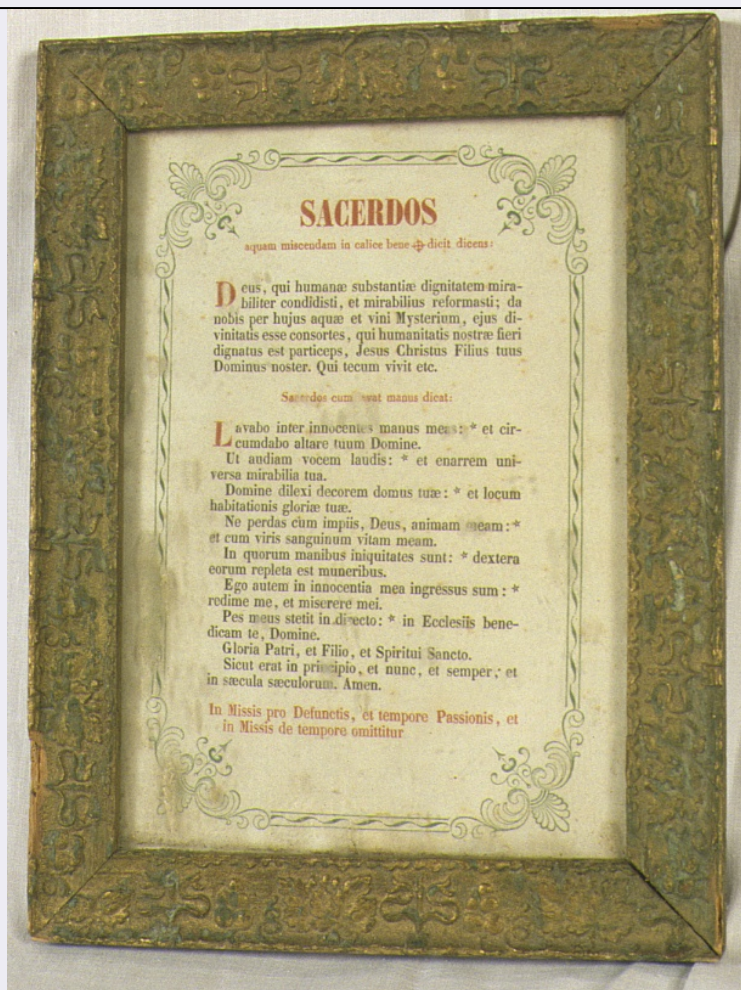 SACERDOS
aquam miscendam in calice bene ✠ dicit dicens:
Deus, qui humanæ substantiæ dignitatem mira-
biliter condidisti, et mirabilius reformasti; da
nobis per hujus aquæ et vini Mysterium, ejus di-
vinitatis esse consortes, qui humanitatis nostræ fieri
dignatus est particeps, Jesus Christus Filius tuus
Dominus noster. Qui tecum vivit etc.
Sacerdos cum lavat manus dicat:
Lavabo inter innocentes manus meas: * et cir-
cumdabo altare tuum Domine.
Ut audiam vocem laudis: * et enarrem uni-
versa mirabilia tua.
Domine dilexi decorem domus tuæ: * et locum
habitationis gloriæ tuæ.
Ne perdas cum impiis, Deus, animam meam: *
et cum viris sanguinum vitam meam.
In quorum manibus iniquitates sunt: * dextera
eorum repleta est muneribus.
Ego autem in innocentia mea ingressus sum: *
redime me, et miserere mei.
Pes meus stetit in directo: * in Ecclesiis bene-
dicam te, Domine.
Gloria Patri, et Filio, et Spiritui Sancto.
Sicut erat in principio, et nunc, et semper, et
in sæcula sæculorum. Amen.
In Missis pro Defunctis, et tempore Passionis, et
in Missis de tempore omittitur